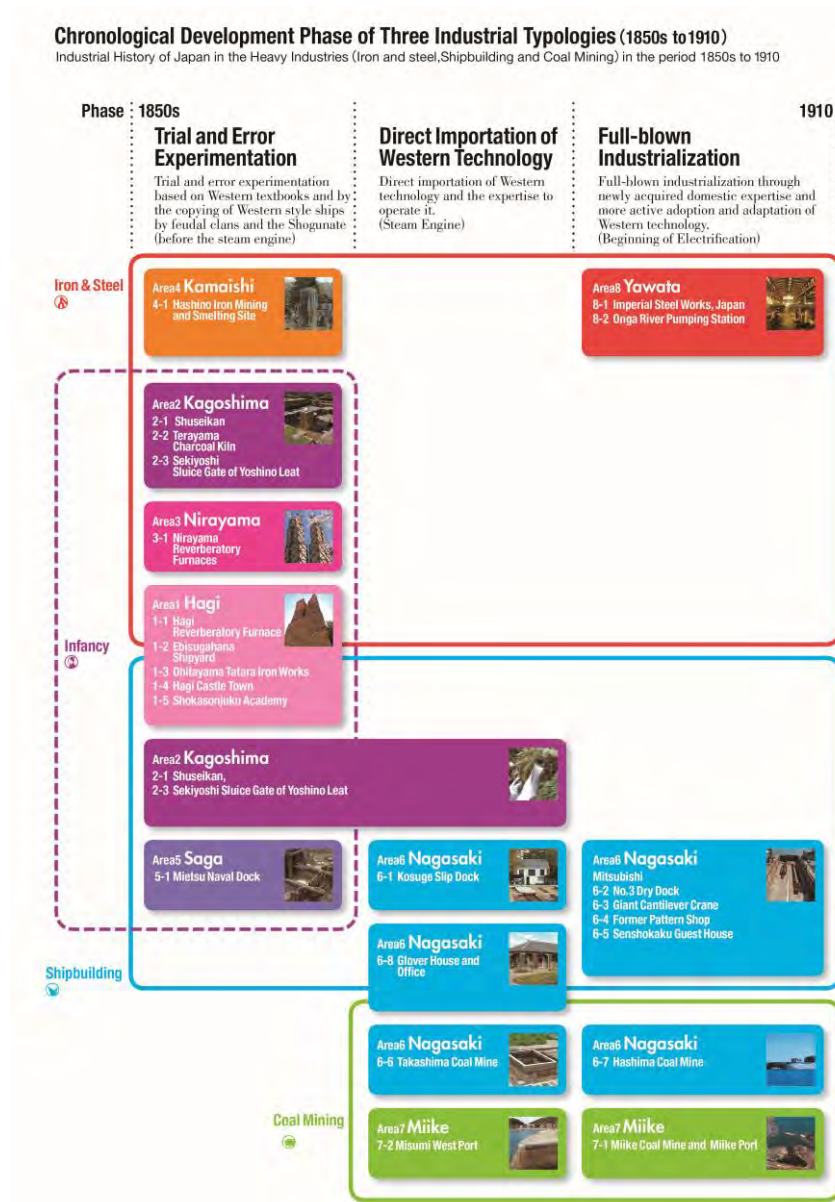 Chronological Development Phase of Three Industrial Typologies (1850s to1910)
Industrial History of Japan in the Heavy Industries (Iron and steel,Shipbuilding and Coal Mining) in the period 1850s to 1910
Phase 1850s 1910
Trial and Error
Experimentation
Trial and error experimentation
based on Western textbooks and by
the copying of Western style ships
by feudal clans and the Shogunate
(before the steam engine)
Direct Importation of
Western Technology
Direct importation of Western
technology and the expertise to
operate it.
(Steam Engine)
Full-blown
Industrialization
Full-blown industrialization through
newly acquired domestic expertise and
more active adoption and adaptation of
Western technology.
(Beginning of Electrification)
Iron & Steel
Area4 Kamaishi
4-1 Hashino Iron Mining
and Smelting Site
Area8 Yawata
8-1 Imperial Steel Works, Japan
8-2 Onga River Pumping Station
Area2 Kagoshima
2-1 Shuseikan
2-2 Terayama
Charcoal Kiln
2-3 Sekiyoshi
Sluice Gate of Yoshino Leat
Area3 Nirayama
3-1 Nirayama
Reverberatory
Furnaces
Infancy
Area1 Hagi
1-1 Hagi
Reverberatory Furnace
1-2 Ebisugahana
Shipyard
1-3 Ohitayama Tatara Iron Works
1-4 Hagi Castle Town
1-5 Shokasonjuku Academy
Area2 Kagoshima
2-1 Shuseikan,
2-3 Sekiyoshi Sluice Gate of Yoshino Leat
Area5 Saga
5-1 Mietsu Naval Dock
Area6 Nagasaki
6-1 Kosuge Slip Dock
Area6 Nagasaki
Mitsubishi
6-2 No.3 Dry Dock
6-3 Giant Cantilever Crane
6-4 Former Pattern Shop
6-5 Senshokaku Guest House
Shipbuilding
Area6 Nagasaki
6-8 Glover House and
Office
Area6 Nagasaki
6-6 Takashima Coal Mine
Area6 Nagasaki
6-7 Hashima Coal Mine
Coal Mining
Area7 Miike
7-2 Misumi West Port
Area7 Miike
7-1 Miike Coal Mine and Miike Port